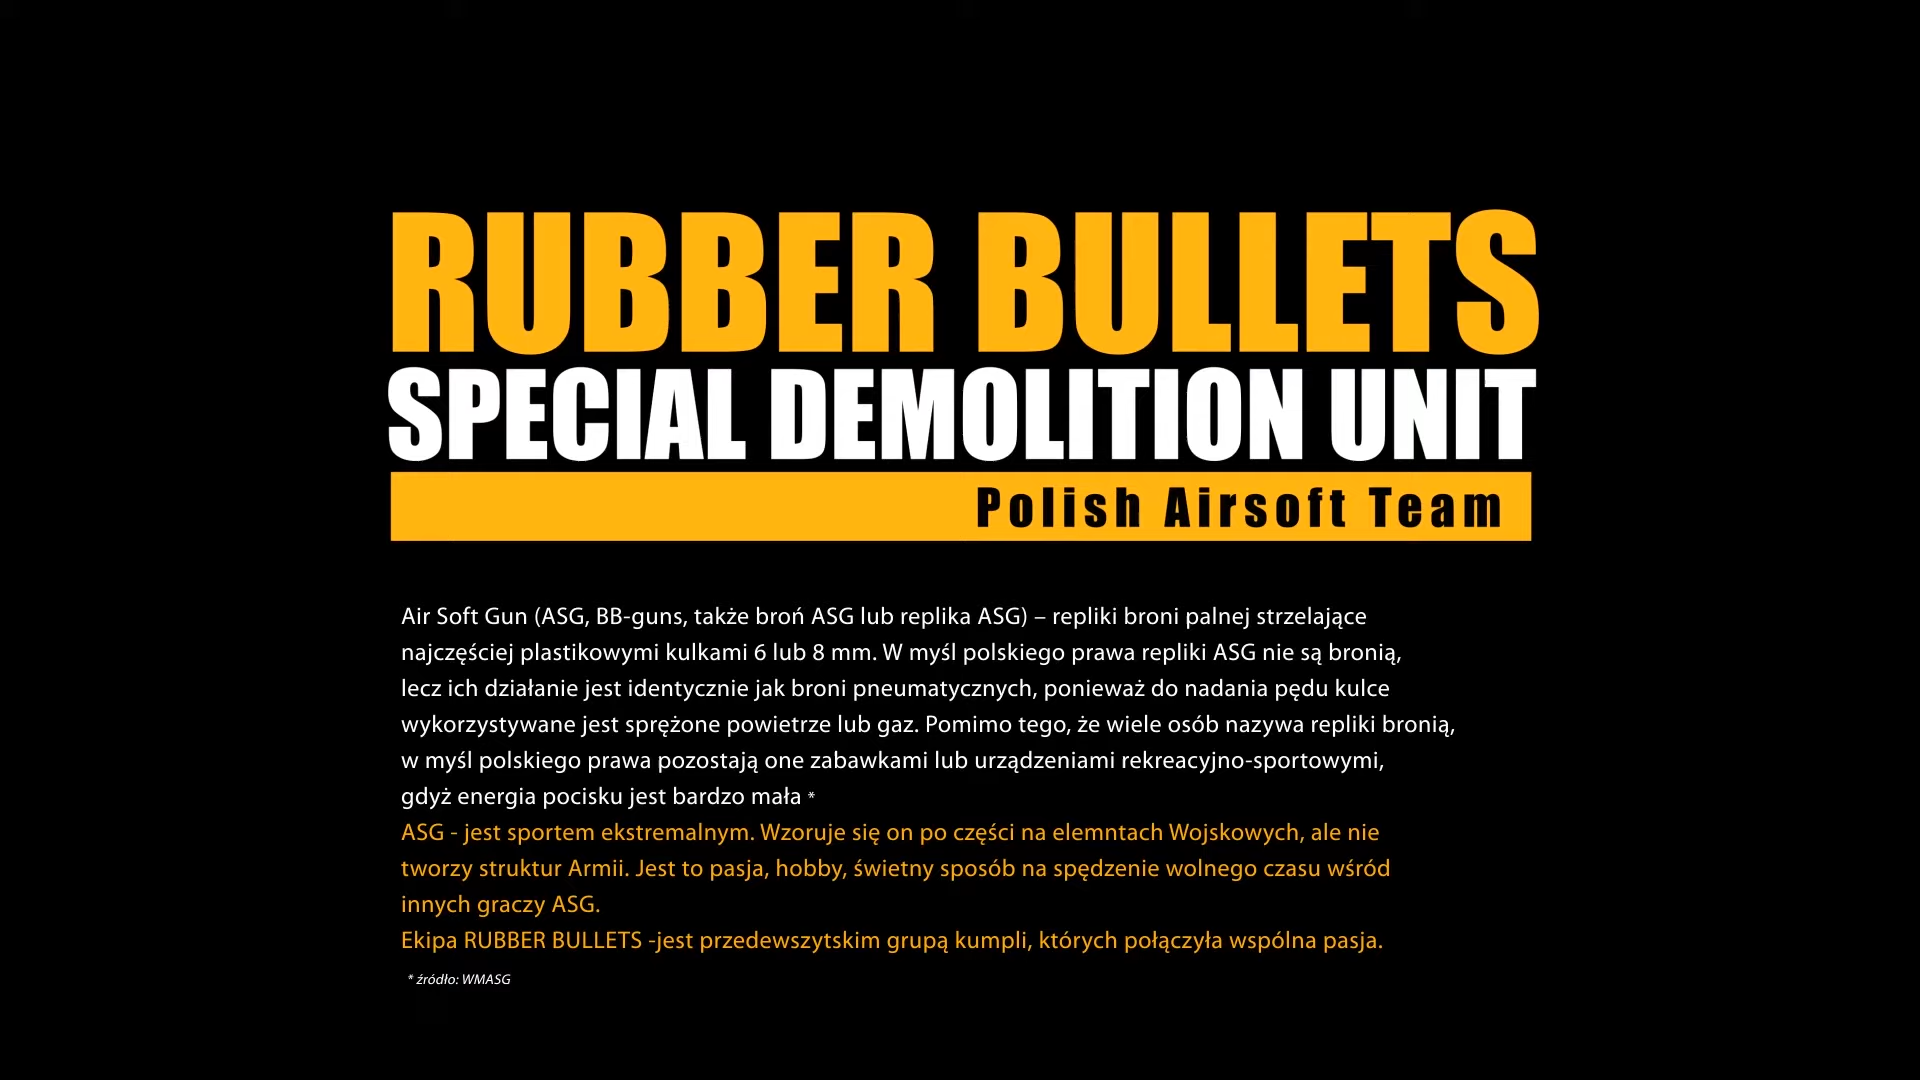 RUBBER BULLETS
SPECIAL DEMOLITION UNIT
Polish Airsoft Team
Air Soft Gun (ASG, BB-guns, także broń ASG lub replika ASG) – repliki broni palnej strzelające
najczęściej plastikowymi kulkami 6 lub 8 mm. W myśl polskiego prawa repliki ASG nie są bronią,
lecz ich działanie jest identycznie jak broni pneumatycznych, ponieważ do nadania pędu kulce
wykorzystywane jest sprężone powietrze lub gaz. Pomimo tego, że wiele osób nazywa repliki bronią,
w myśl polskiego prawa pozostają one zabawkami lub urządzeniami rekreacyjno-sportowymi,
gdyż energia pocisku jest bardzo mała *
ASG - jest sportem ekstremalnym. Wzoruje się on po części na elemntach Wojskowych, ale nie
tworzy struktur Armii. Jest to pasja, hobby, świetny sposób na spędzenie wolnego czasu wśród
innych graczy ASG.
Ekipa RUBBER BULLETS -jest przedewszytskim grupą kumpli, których połączyła wspólna pasja.
* źródło: WMASG